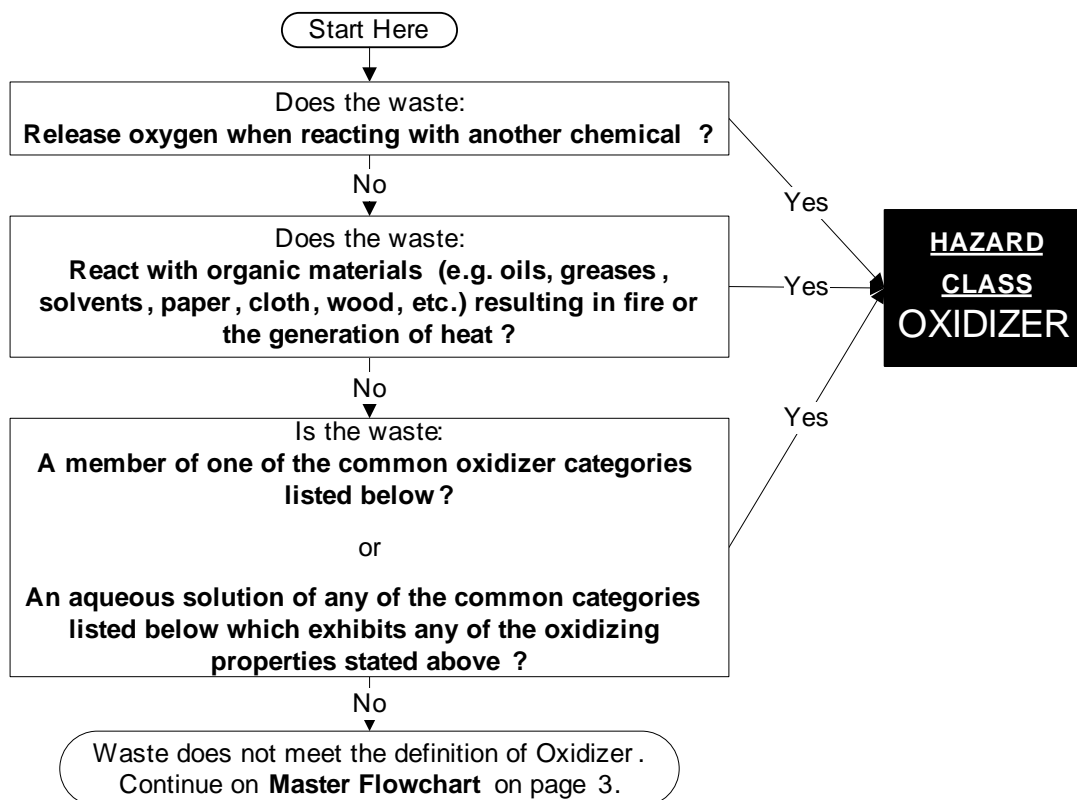 Start Here
Does the waste:
Release oxygen when reacting with another chemical ?
No
Yes
Does the waste:
React with organic materials (e.g. oils, greases,
solvents, paper, cloth, wood, etc.) resulting in fire or
the generation of heat ?
Yes
HAZARD
CLASS
OXIDIZER
No
Is the waste:
A member of one of the common oxidizer categories
listed below ?
or
An aqueous solution of any of the common categories
listed below which exhibits any of the oxidizing
properties stated above ?
Yes
No
Waste does not meet the definition of Oxidizer.
Continue on Master Flowchart on page 3.